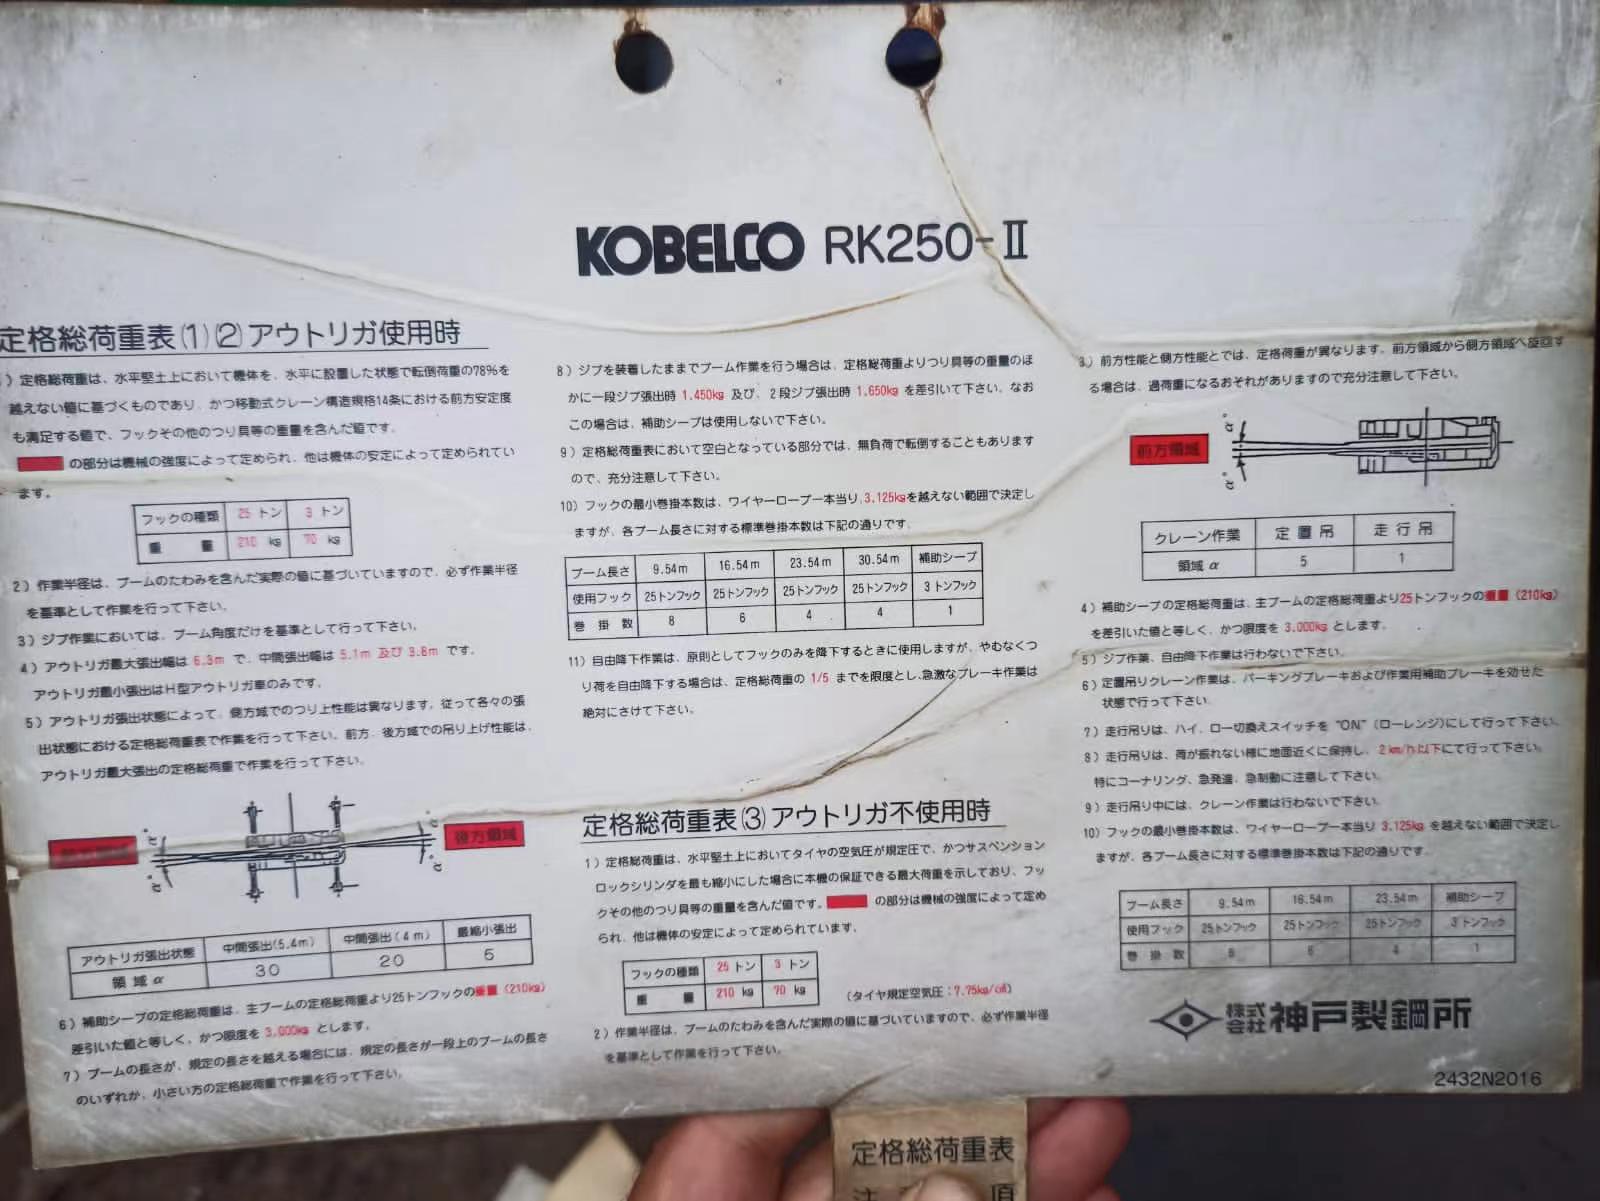 KOBELCO RK250-Ⅱ
定格総荷重表(1)(2)アウトリガ使用時
)定格総荷重は、水平堅土上において機体を、水平に設置した状態で転倒荷重の78%を
越えない値に基づくものであり、かつ移動式クレーン構造規格14条における前方安定度
も満足する値で、フックその他のつり具等の重量を含んだ値です。
の部分は機械の強度によって定められ、他は機体の安定によって定められてい
ます。
フックの種類 25トン 3トン
重量 210 kg 70 kg
2)作業半径は、ブームのたわみを含んだ実際の値に基づいていますので、必ず作業半径
を基準として作業を行って下さい。
3)ジブ作業においては、ブーム角度だけを基準として行って下さい。
4)アウトリガ最大張出幅は 6.3m で、中間張出幅は 5.1m 及び 3.8m です。
アウトリガ最小張出はH型アウトリガ車のみです。
5)アウトリガ張出状態によって、側方域でのつり上性能は異なります。従って各々の張
出状態における定格総荷重表で作業を行って下さい。前方、後方域での吊り上げ性能は、
アウトリガ最大張出の定格総荷重で作業を行って下さい。
α° 後方領域 α°
アウトリガ張出状態 中間張出(5.4m) 中間張出(4m) 最縮小張出
領域α 30 20 5
6)補助シーブの定格総荷重は、主ブームの定格総荷重より25トンフックの重量(210kg)
差引いた値と等しく、かつ限度を 3,000kg とします。
7)ブームの長さが、規定の長さを越える場合には、規定の長さが一段上のブームの長さ
のいずれか、小さい方の定格総荷重で作業を行って下さい。
8)ジブを装着したままでブーム作業を行う場合は、定格総荷重よりつり具等の重量のほ
かに一段ジブ張出時 1,450kg 及び、2段ジブ張出時 1,650kg を差引いて下さい。なお
この場合は、補助シーブは使用しないで下さい。
9)定格総荷重表において空白となっている部分では、無負荷で転倒することもあります
ので、充分注意して下さい。
10)フックの最小巻掛本数は、ワイヤーロープ一本当り、3.125kgを越えない範囲で決定し
ますが、各ブーム長さに対する標準巻掛本数は下記の通りです。
ブーム長さ 9.54m 16.54m 23.54m 30.54m 補助シーブ
使用フック 25トンフック 25トンフック 25トンフック 25トンフック 3トンフック
巻掛数 8 6 4 4 1
11)自由降下作業は、原則としてフックのみを降下するときに使用しますが、やむなくつ
り荷を自由降下する場合は、定格総荷重の 1/5 までを限度とし、急激なブレーキ作業は
絶対にさけて下さい。
定格総荷重表(3)アウトリガ不使用時
1)定格総荷重は、水平堅土上においてタイヤの空気圧が規定圧で、かつサスペンション
ロックシリンダを最も縮小にした場合に本機の保証できる最大荷重を示しており、フッ
クその他のつり具等の重量を含んだ値です。 の部分は機械の強度によって定め
られ、他は機体の安定によって定められています。
フックの種類 25トン 3トン
重量 210 kg 70 kg
(タイヤ規定空気圧:7.75kg/㎠)
2)作業半径は、ブームのたわみを含んだ実際の値に基づいていますので、必ず作業半径
を基準として作業を行って下さい。
3)前方性能と側方性能とでは、定格荷重が異なります。前方領域から側方領域へ旋回す
る場合は、過荷重になるおそれがありますので充分注意して下さい。
前方領域 α° α°
クレーン作業 定置吊 走行吊
領域α 5 1
4)補助シーブの定格総荷重は、主ブームの定格総荷重より25トンフックの重量(210kg)
を差引いた値と等しく、かつ限度を 3,000kg とします。
5)ジブ作業、自由降下作業は行わないで下さい。
6)定置吊りクレーン作業は、パーキングブレーキおよび作業用補助ブレーキを効せた
状態で行って下さい。
7)走行吊りは、ハイ、ロー切換えスイッチを "ON" (ローレンジ)にして行って下さい。
8)走行吊りは、荷が振れない様に地面近くに保持し、2km/h以下にて行って下さい。
特にコーナリング、急発進、急制動に注意して下さい。
9)走行吊り中には、クレーン作業は行わないで下さい。
10)フックの最小巻掛本数は、ワイヤーロープ一本当り 3.125kg を越えない範囲で決定し
ますが、各ブーム長さに対する標準巻掛本数は下記の通りです。
ブーム長さ 9.54m 16.54m 23.54m 補助シーブ
使用フック 25トンフック 25トンフック 25トンフック 3トンフック
巻掛数 8 6 4 1
株式会社 神戸製鋼所
2432N2016
定格総荷重表
注 項